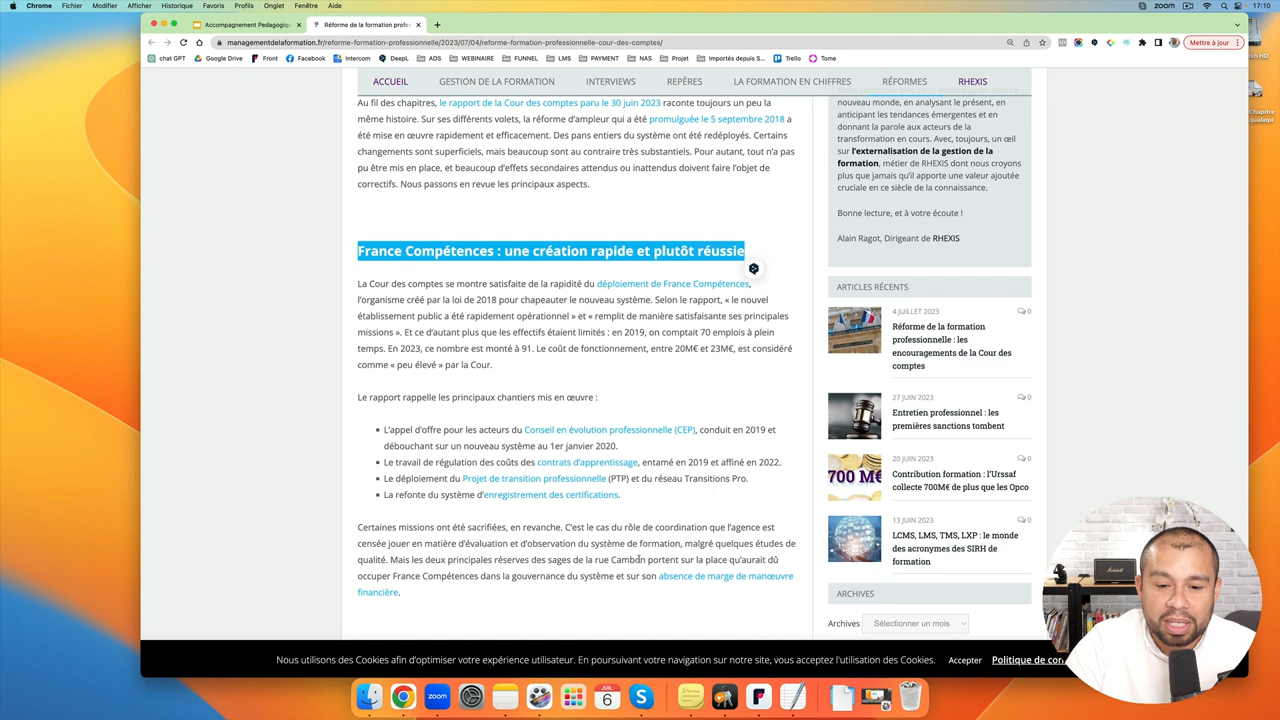 Chrome Fichier Modifier Afficher Historique Favoris Profils Onglet Fenêtre Aide
zoom 17:10
Accompagnement Pedagogiq
Réforme de la formation profe
managementdelaformation.fr/reforme-formation-professionnelle/2023/07/04/reforme-formation-professionnelle-cour-des-comptes/
Mettre à jour
chat GPT Google Drive Front Facebook Intercom DeepL ADS WEBINAIRE FUNNEL LMS PAYMENT NAS Projet Importés depuis S... Trello Tome
ACCUEIL GESTION DE LA FORMATION INTERVIEWS REPÈRES LA FORMATION EN CHIFFRES RÉFORMES RHEXIS
Au fil des chapitres, le rapport de la Cour des comptes paru le 30 juin 2023 raconte toujours un peu la
même histoire. Sur ses différents volets, la réforme d'ampleur qui a été promulguée le 5 septembre 2018 a
été mise en œuvre rapidement et efficacement. Des pans entiers du système ont été redéployés. Certains
changements sont superficiels, mais beaucoup sont au contraire très substantiels. Pour autant, tout n'a pas
pu être mis en place, et beaucoup d'effets secondaires attendus ou inattendus doivent faire l'objet de
correctifs. Nous passons en revue les principaux aspects.
France Compétences : une création rapide et plutôt réussie
La Cour des comptes se montre satisfaite de la rapidité du déploiement de France Compétences,
l'organisme créé par la loi de 2018 pour chapeauter le nouveau système. Selon le rapport, « le nouvel
établissement public a été rapidement opérationnel » et « remplit de manière satisfaisante ses principales
missions ». Et ce d'autant plus que les effectifs étaient limités : en 2019, on comptait 70 emplois à plein
temps. En 2023, ce nombre est monté à 91. Le coût de fonctionnement, entre 20M€ et 23M€, est considéré
comme « peu élevé » par la Cour.
Le rapport rappelle les principaux chantiers mis en œuvre :
L'appel d'offre pour les acteurs du Conseil en évolution professionnelle (CEP), conduit en 2019 et
débouchant sur un nouveau système au 1er janvier 2020.
Le travail de régulation des coûts des contrats d'apprentissage, entamé en 2019 et affiné en 2022.
Le déploiement du Projet de transition professionnelle (PTP) et du réseau Transitions Pro.
La refonte du système d'enregistrement des certifications.
Certaines missions ont été sacrifiées, en revanche. C'est le cas du rôle de coordination que l'agence est
censée jouer en matière d'évaluation et d'observation du système de formation, malgré quelques études de
qualité. Mais les deux principales réserves des sages de la rue Cambon portent sur la place qu'aurait dû
occuper France Compétences dans la gouvernance du système et sur son absence de marge de manœuvre
financière.
nouveau monde, en analysant le présent, en
anticipant les tendances émergentes et en
donnant la parole aux acteurs de la
transformation en cours. Avec, toujours, un œil
sur l'externalisation de la gestion de la
formation, métier de RHEXIS dont nous croyons
plus que jamais qu'il apporte une valeur ajoutée
cruciale en ce siècle de la connaissance.
Bonne lecture, et à votre écoute !
Alain Ragot, Dirigeant de RHEXIS
ARTICLES RÉCENTS
4 JUILLET 2023 0
Réforme de la formation
professionnelle : les
encouragements de la Cour des
comptes
27 JUIN 2023 0
Entretien professionnel : les
premières sanctions tombent
20 JUIN 2023 0
700 M€
Contribution formation : l'Urssaf
collecte 700M€ de plus que les Opco
13 JUIN 2023 0
LCMS, LMS, TMS, LXP : le monde
des acronymes des SIRH de
formation
ARCHIVES
Archives Sélectionner un mois
Nous utilisons des Cookies afin d'optimiser votre expérience utilisateur. En poursuivant votre navigation sur notre site, vous acceptez l'utilisation des Cookies. Accepter Politique de con
zoom
JUIL. 6
Chapitre
qualiopi
Marshall